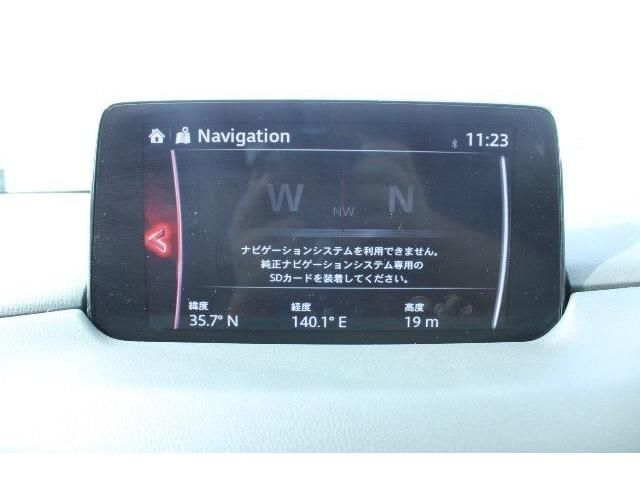 Navigation 11:23
W NW N
ナビゲーションシステムを利用できません。
純正ナビゲーションシステム専用の
SDカードを装着してください。
緯度 経度 高度
35.7° N 140.1° E 19 m